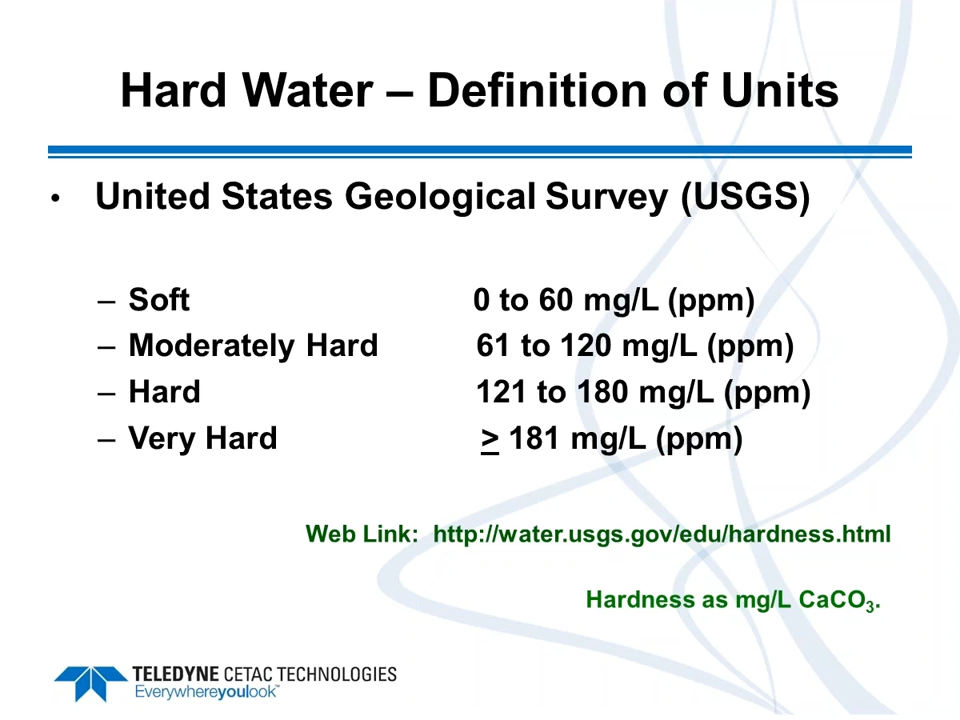 Hard Water – Definition of Units
• United States Geological Survey (USGS)
– Soft 0 to 60 mg/L (ppm)
– Moderately Hard 61 to 120 mg/L (ppm)
– Hard 121 to 180 mg/L (ppm)
– Very Hard ≥ 181 mg/L (ppm)
Web Link: http://water.usgs.gov/edu/hardness.html
Hardness as mg/L CaCO₃.
TELEDYNE CETAC TECHNOLOGIES
Everywhereyoulook™